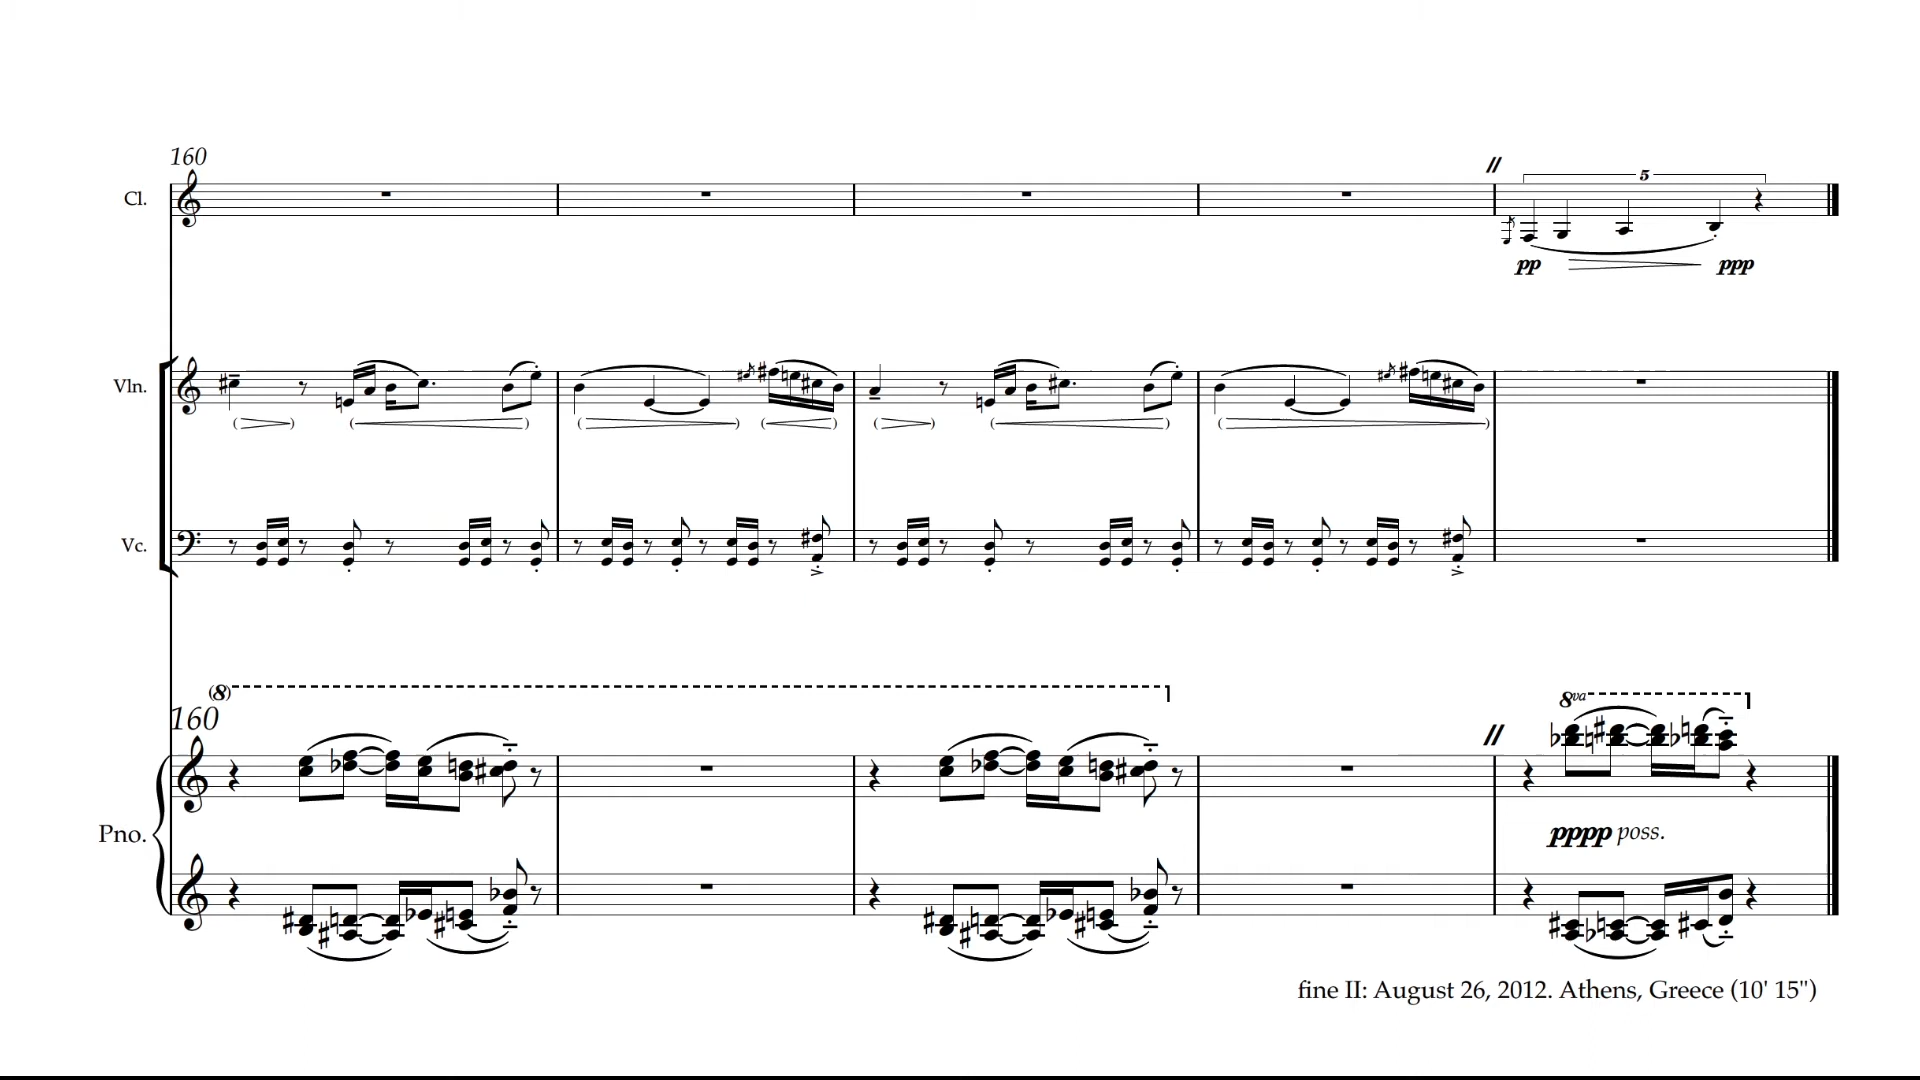 160
Cl.
5
pp
ppp
Vln.
Vc.
(8)
160
8va
Pno.
pppp poss.
fine II: August 26, 2012. Athens, Greece (10' 15")